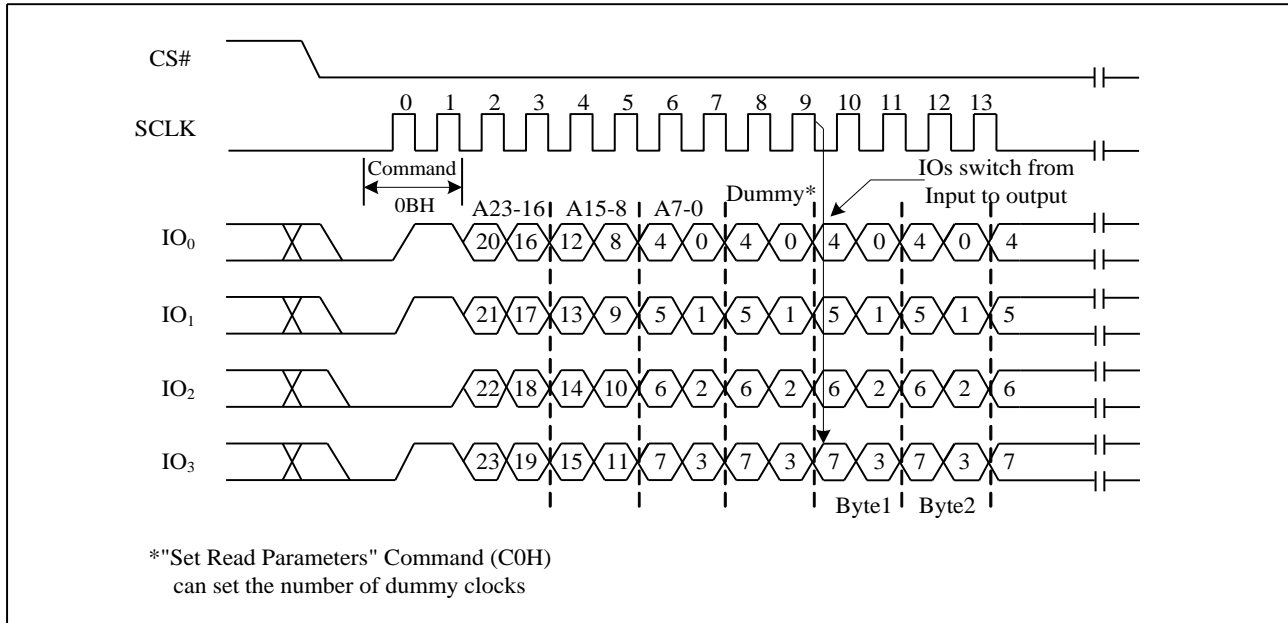 CS#
0 1 2 3 4 5 6 7 8 9 10 11 12 13
SCLK
Command
IOs switch from
Input to output
0BH
Dummy*
A23-16 A15-8 A7-0
IO0 20 16 12 8 4 0 4 0 4 0 4 0 4
IO1 21 17 13 9 5 1 5 1 5 1 5 1 5
IO2 22 18 14 10 6 2 6 2 6 2 6 2 6
IO3 23 19 15 11 7 3 7 3 7 3 7 3 7
Byte1 Byte2
*"Set Read Parameters" Command (C0H)
can set the number of dummy clocks